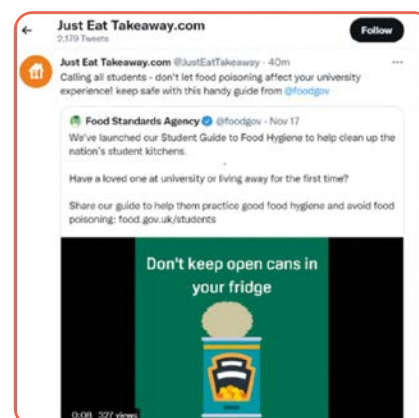 Just Eat Takeaway.com
2,179 Tweets
Follow
Just Eat Takeaway.com @JustEatTakeaway · 40m
Calling all students - don't let food poisoning affect your university
experience! keep safe with this handy guide from @foodgov
Food Standards Agency @foodgov · Nov 17
We've launched our Student Guide to Food Hygiene to help clean up the
nation's student kitchens.
Have a loved one at university or living away for the first time?
Share our guide to help them practice good food hygiene and avoid food
poisoning: food.gov.uk/students
Don't keep open cans in
your fridge
0:08 327 views